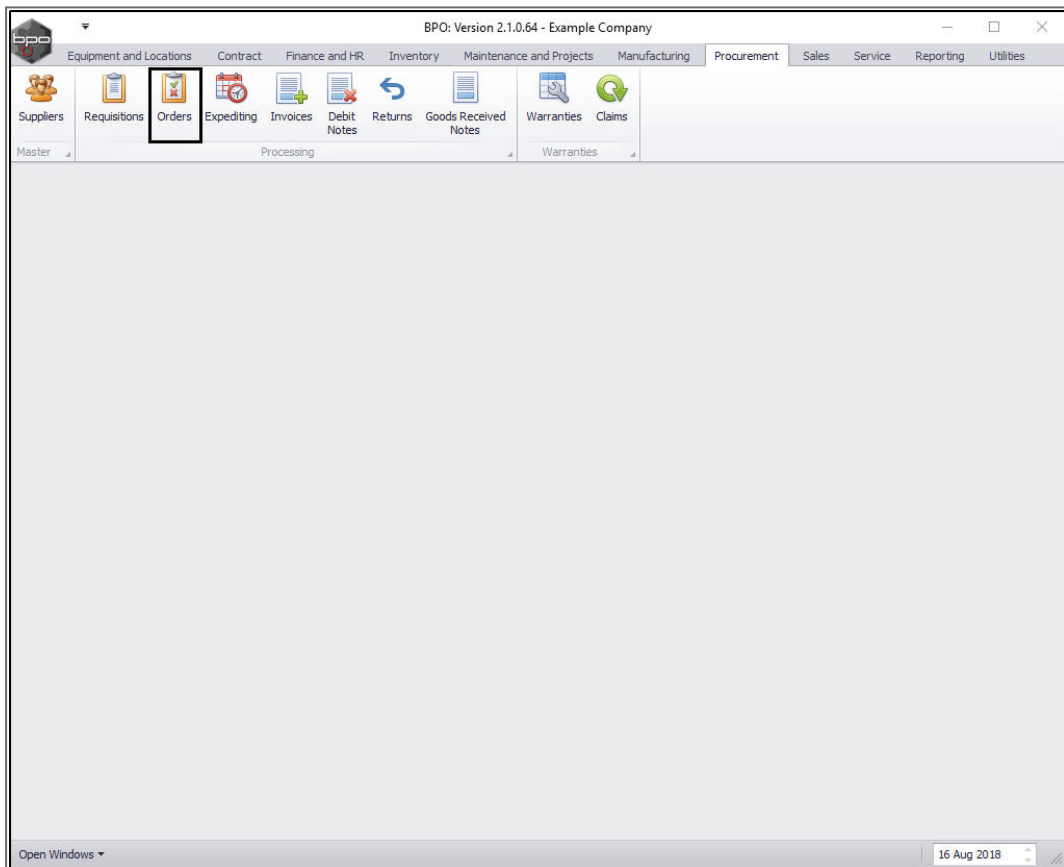 BPO: Version 2.1.0.64 - Example Company
bpo
Equipment and Locations Contract Finance and HR Inventory Maintenance and Projects Manufacturing Procurement Sales Service Reporting Utilities
Suppliers Requisitions Orders Expediting Invoices Debit Notes Returns Goods Received Notes Warranties Claims
Master Processing Warranties
Open Windows 16 Aug 2018